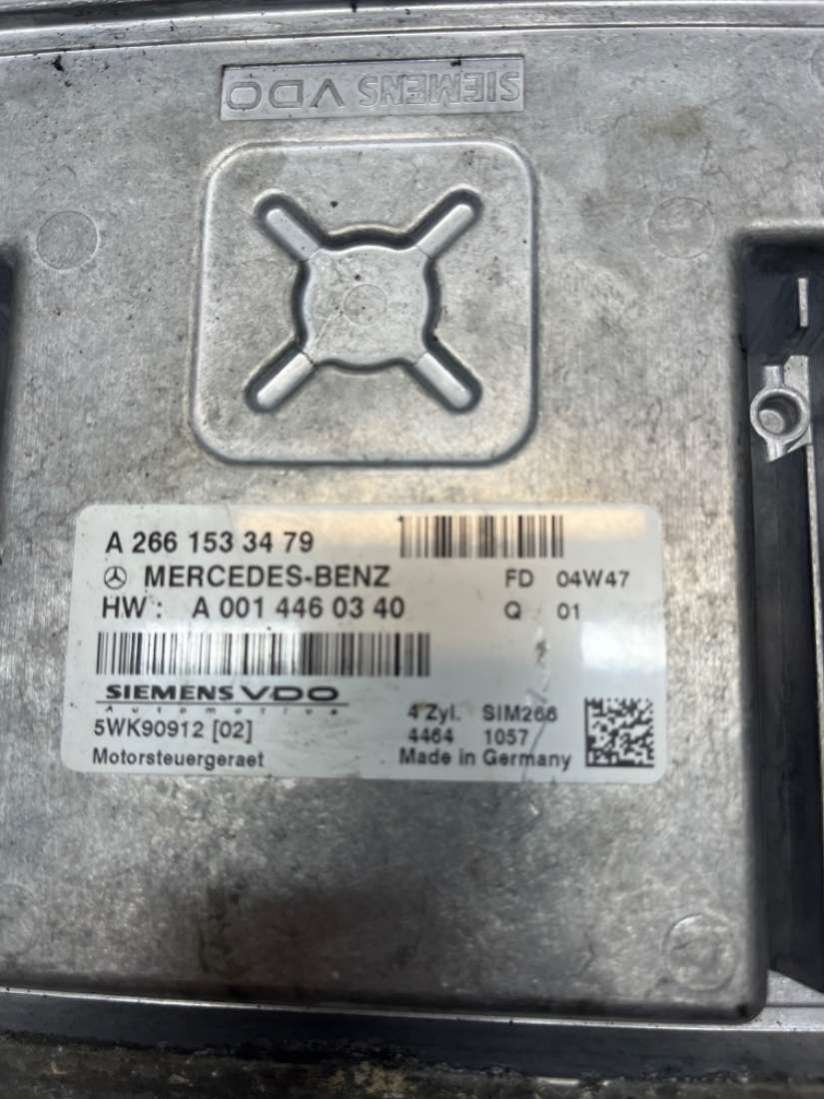 SIEMENS VDO
A 266 153 34 79
MERCEDES-BENZ FD 04W47
HW : A 001 446 03 40 Q 01
SIEMENS VDO
Automotive
5WK90912 [02] 4 Zyl. SIM266
4464 1057
Motorsteuergeraet Made in Germany